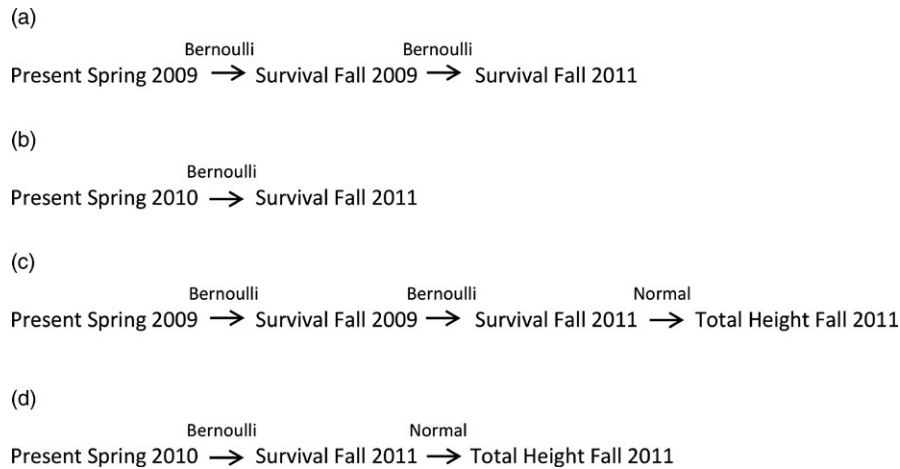 (a)
Bernoulli Bernoulli
Present Spring 2009 → Survival Fall 2009 → Survival Fall 2011
(b)
Bernoulli
Present Spring 2010 → Survival Fall 2011
(c)
Bernoulli Bernoulli Normal
Present Spring 2009 → Survival Fall 2009 → Survival Fall 2011 → Total Height Fall 2011
(d)
Bernoulli Normal
Present Spring 2010 → Survival Fall 2011 → Total Height Fall 2011